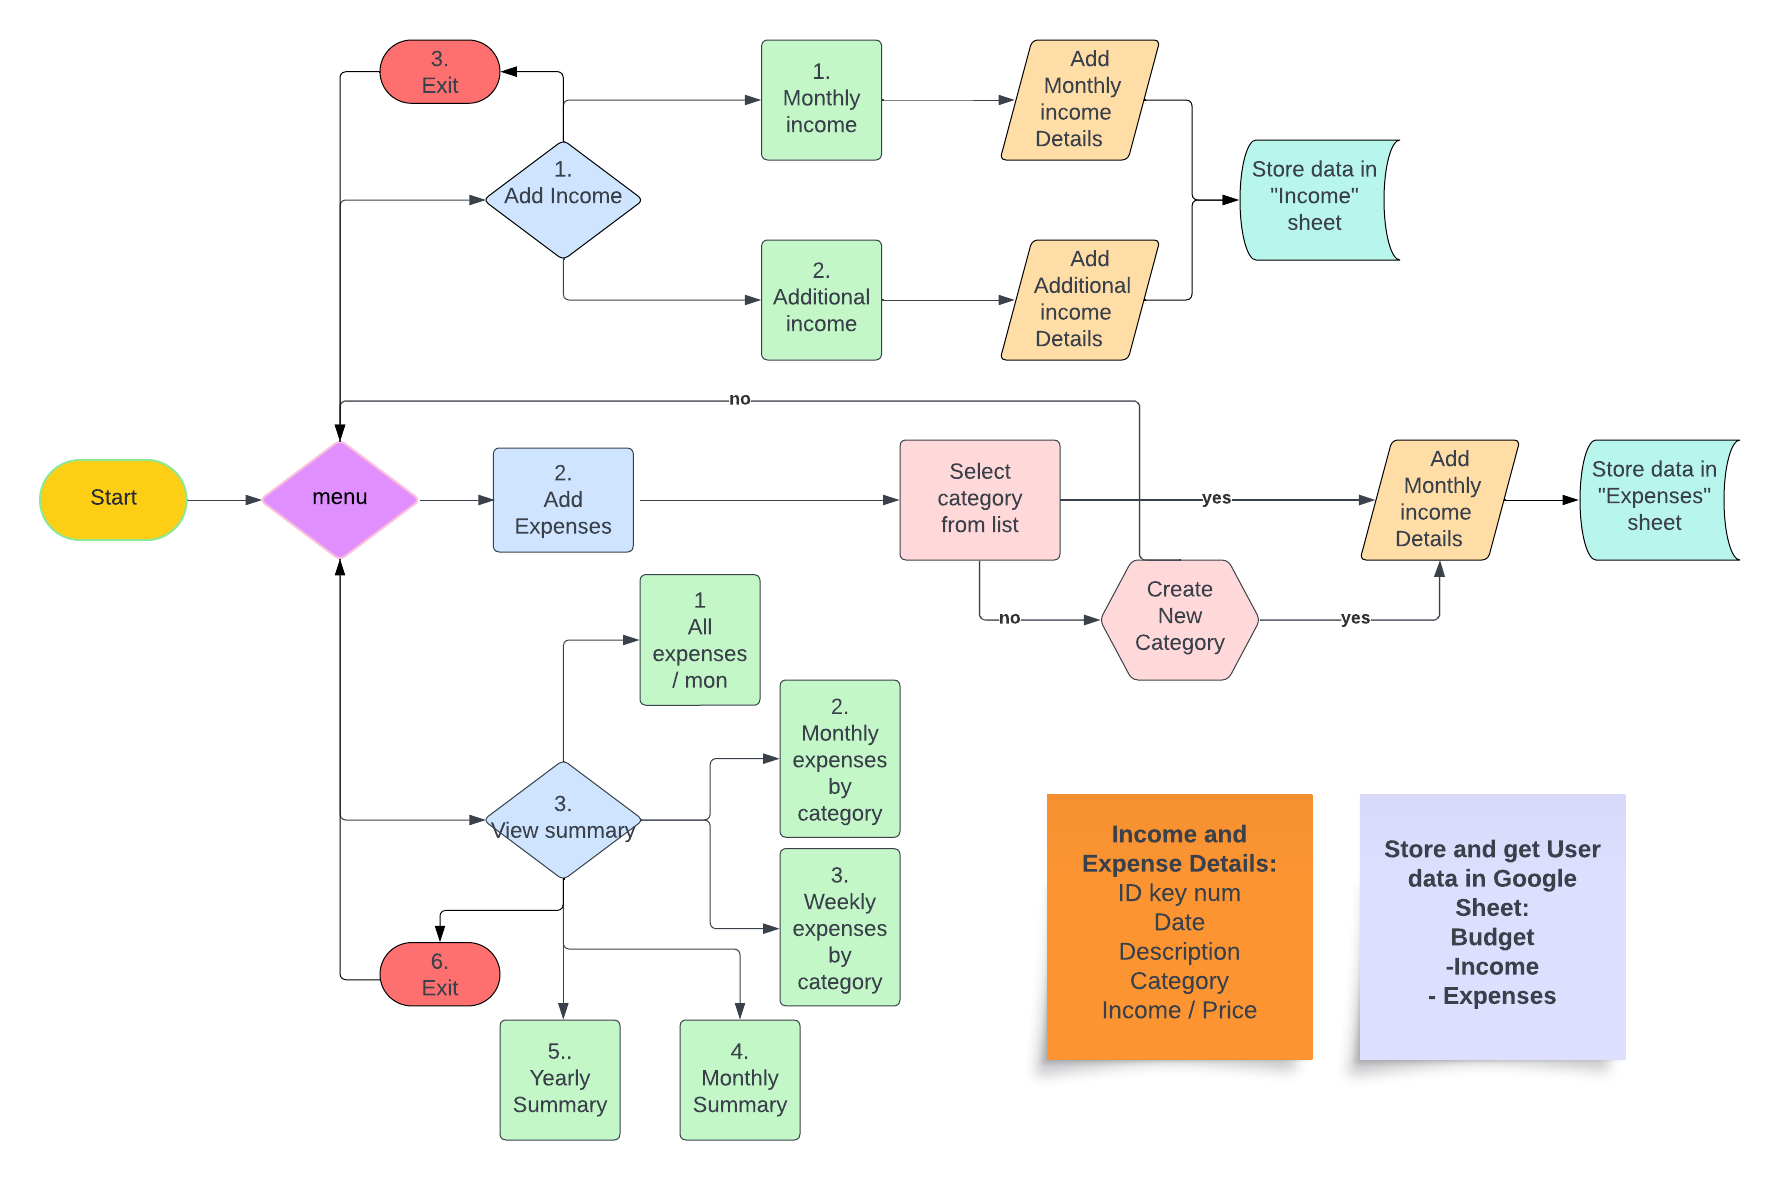 3.
Exit
1.
Monthly
income
Add
Monthly
income
Details
1.
Add Income
Store data in
"Income"
sheet
2.
Additional
income
Add
Additional
income
Details
no
Start
menu
2.
Add
Expenses
Select
category
from list
yes
Add
Monthly
income
Details
Store data in
"Expenses"
sheet
no
Create
New
Category
yes
1
All
expenses
/ mon
2.
Monthly
expenses
by
category
3.
View summary
3.
Weekly
expenses
by
category
6.
Exit
5..
Yearly
Summary
4.
Monthly
Summary
Income and
Expense Details:
ID key num
Date
Description
Category
Income / Price
Store and get User
data in Google
Sheet:
Budget
-Income
- Expenses